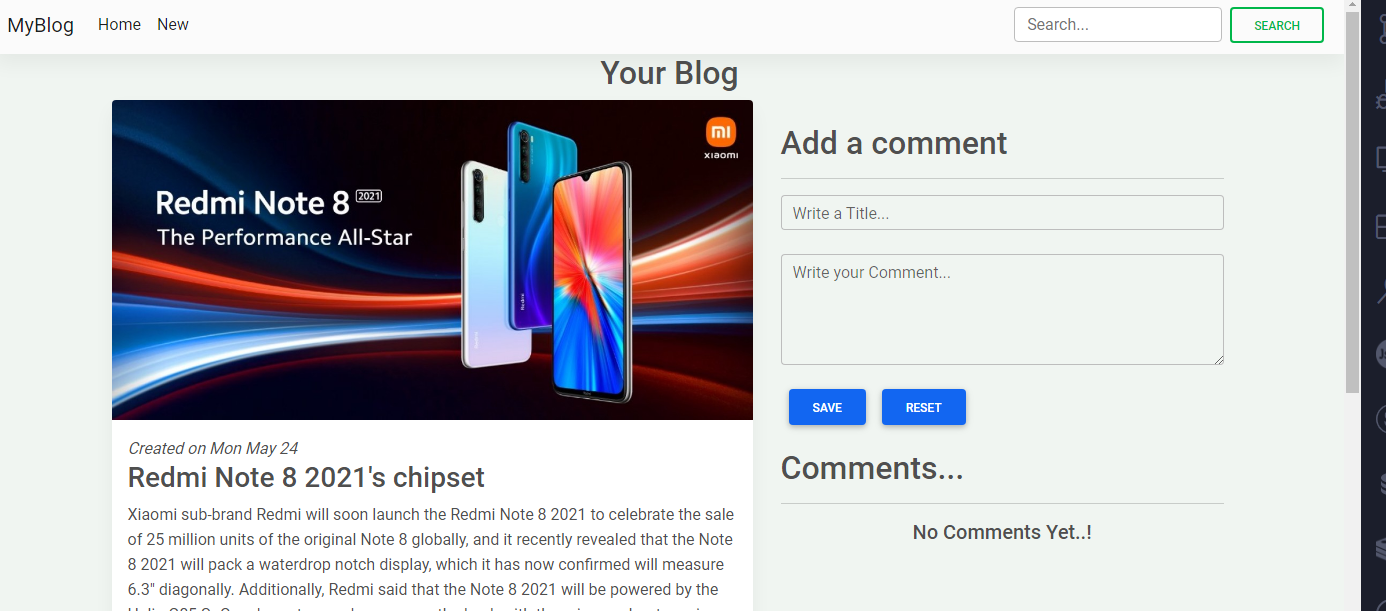 MyBlog Home New Search... SEARCH
Your Blog
mi
xiaomi
Redmi Note 8 2021
The Performance All-Star
Redmi
Redmi
Created on Mon May 24
Redmi Note 8 2021's chipset
Xiaomi sub-brand Redmi will soon launch the Redmi Note 8 2021 to celebrate the sale
of 25 million units of the original Note 8 globally, and it recently revealed that the Note
8 2021 will pack a waterdrop notch display, which it has now confirmed will measure
6.3" diagonally. Additionally, Redmi said that the Note 8 2021 will be powered by the
Add a comment
Write a Title...
Write your Comment...
SAVE RESET
Comments...
No Comments Yet..!